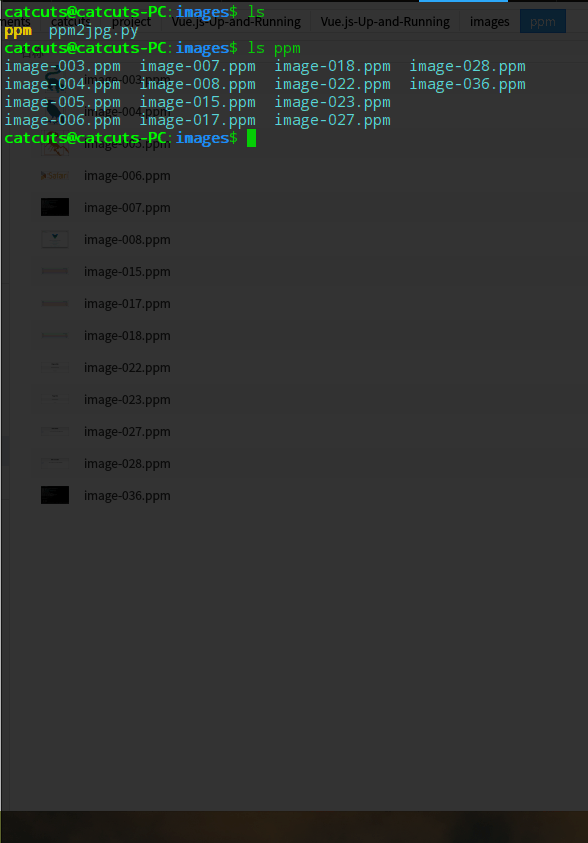 catcuts@catcuts-PC:images$ ls
ments catcuts project Vue.js-Up-and-Running Vue.js-Up-and-Running images ppm
ppm ppm2jpg.py
catcuts@catcuts-PC:images$ ls ppm
image-003.ppm image-007.ppm image-018.ppm image-028.ppm
image-003.ppm
image-004.ppm image-008.ppm image-022.ppm image-036.ppm
image-005.ppm image-015.ppm image-023.ppm
image-004.ppm
image-006.ppm image-017.ppm image-027.ppm
catcuts@catcuts-PC:images$
image-005.ppm
image-006.ppm
image-007.ppm
image-008.ppm
image-015.ppm
image-017.ppm
image-018.ppm
image-022.ppm
image-023.ppm
image-027.ppm
image-028.ppm
image-036.ppm